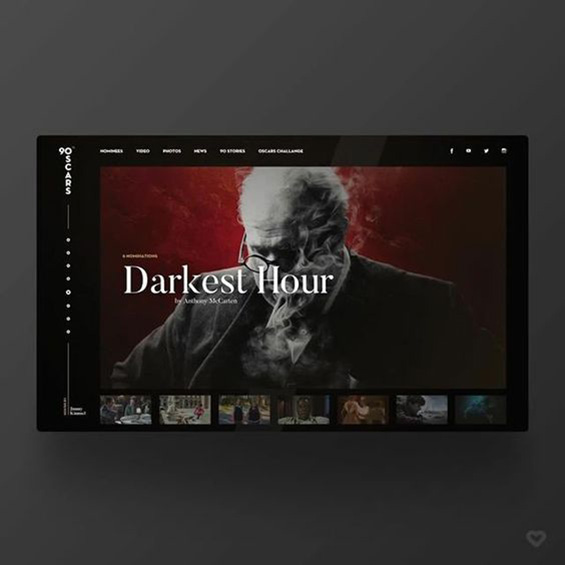 90
OSCARS
NOMINEES VIDEO PHOTOS NEWS 90 STORIES OSCARS CHALLANGE
6 NOMINATIONS
Darkest Hour
by Anthony McCarten
Jimmy
Kimmel